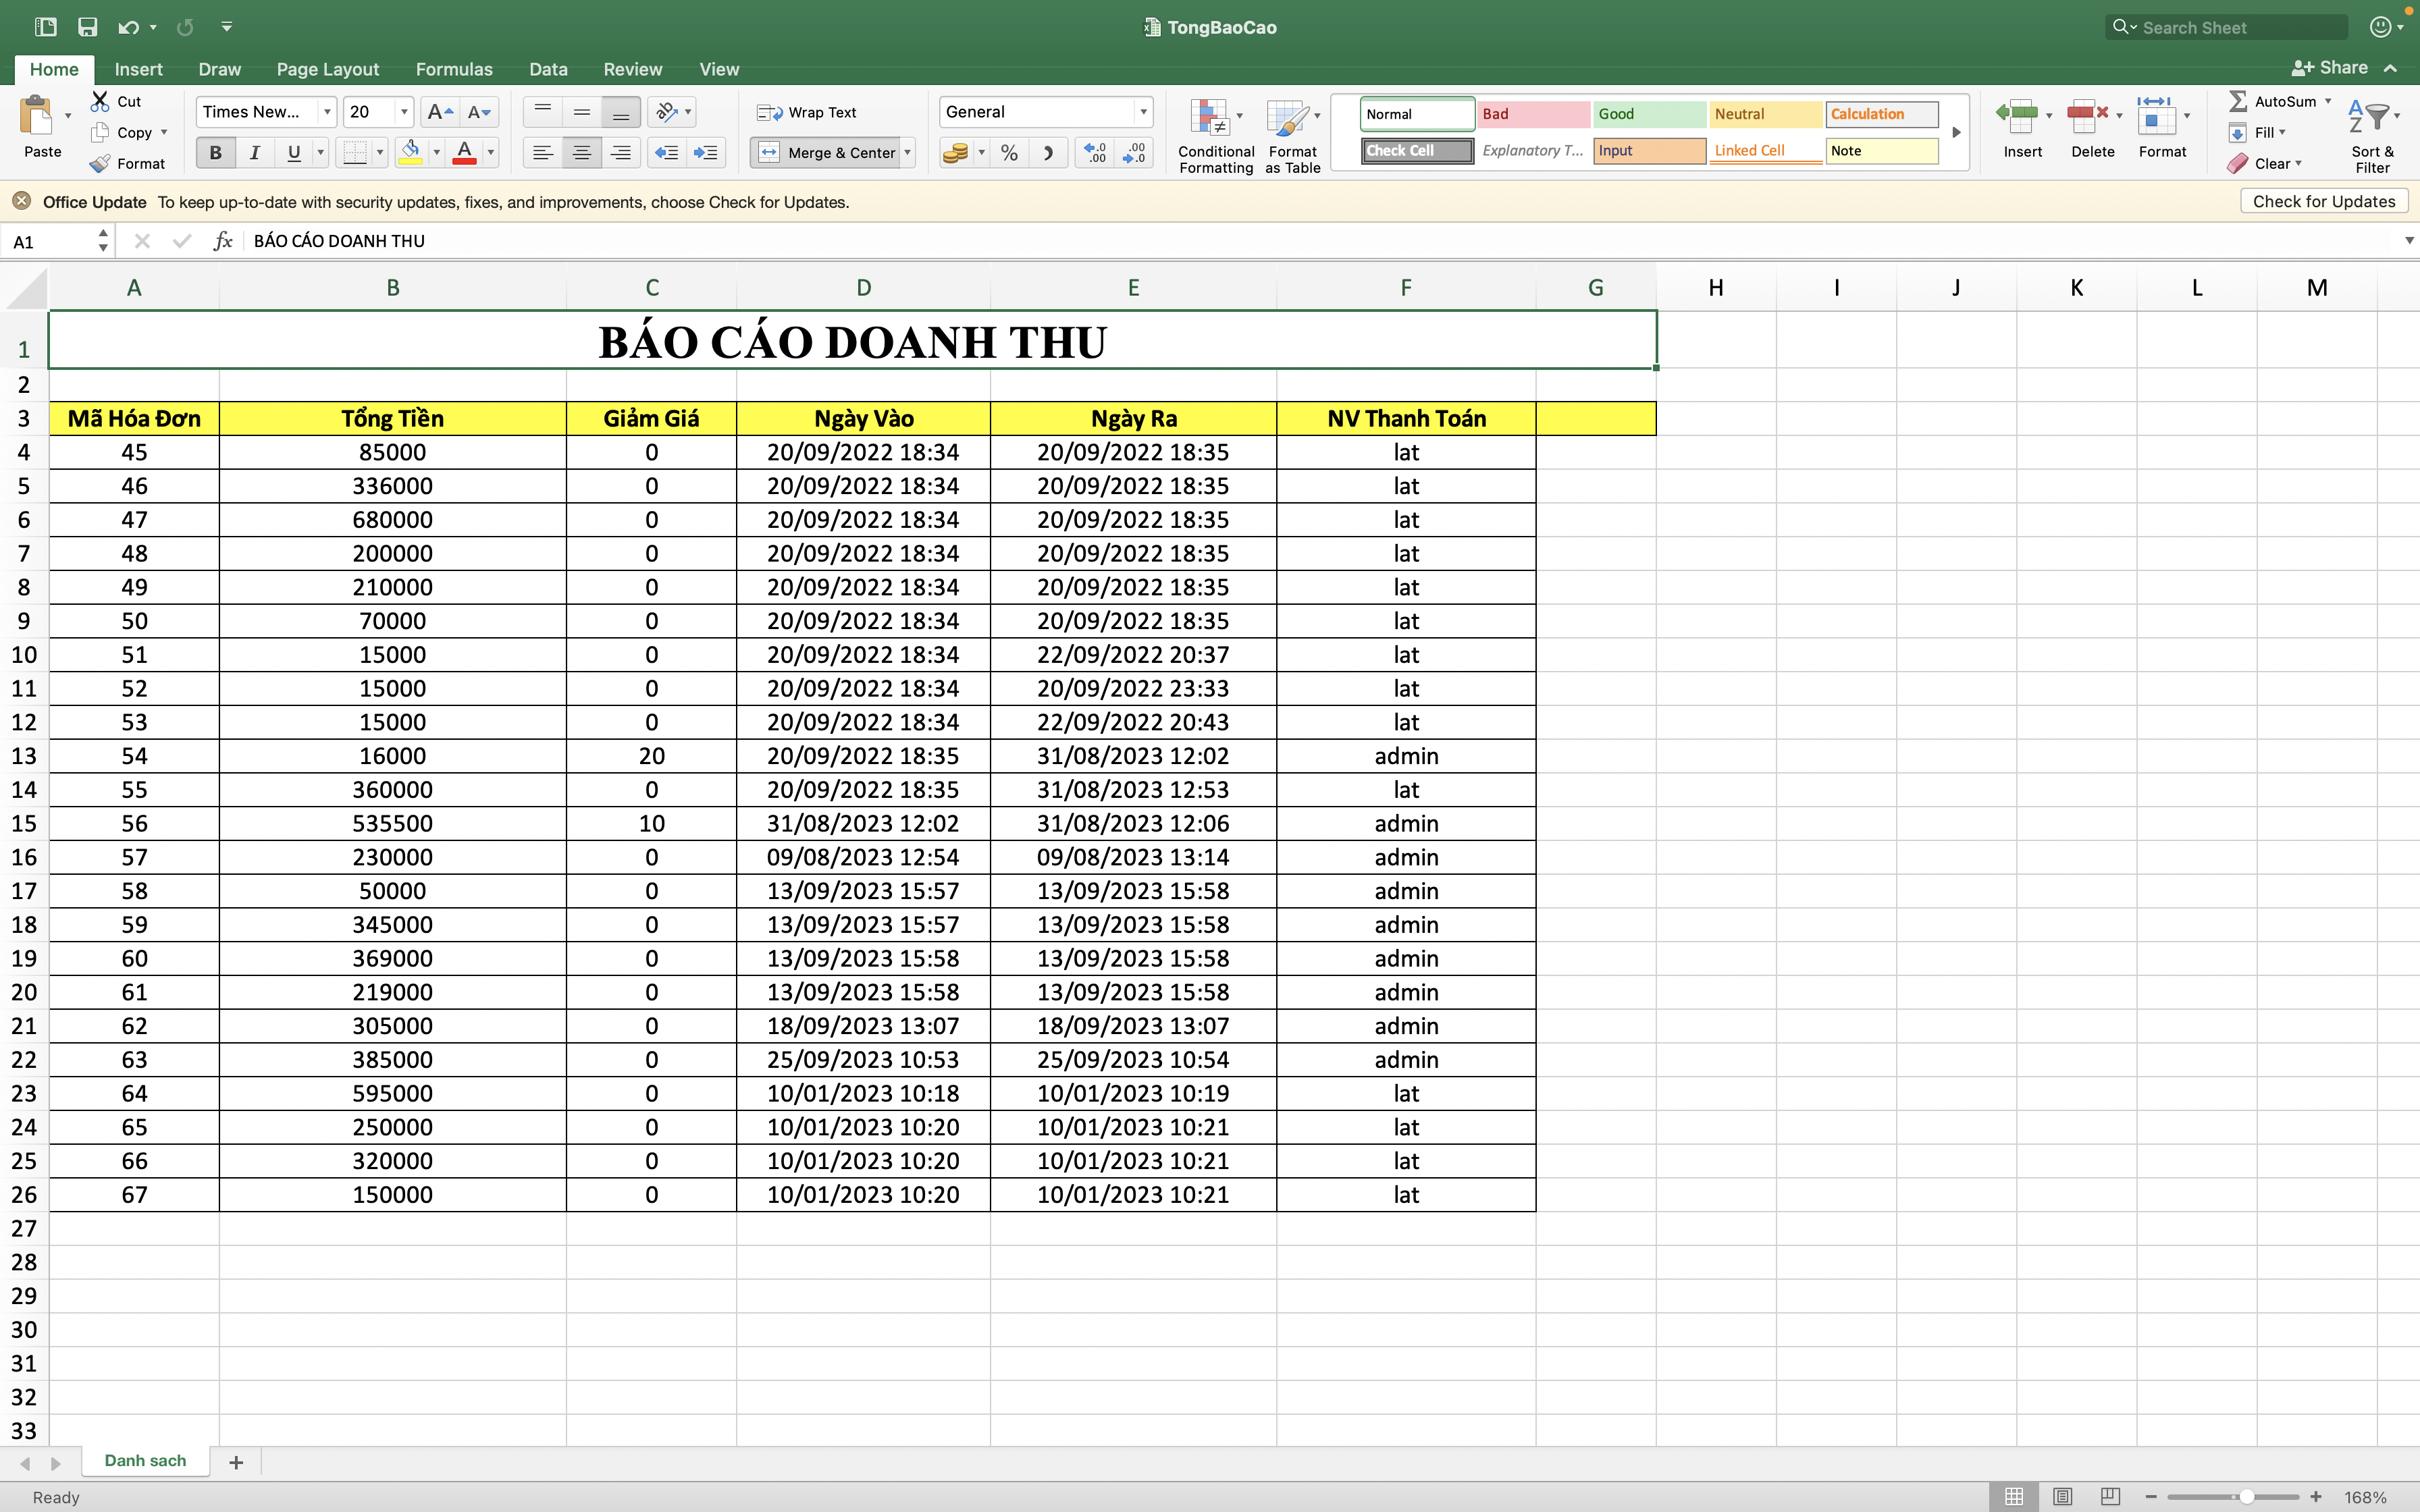 TongBaoCao
Search Sheet
Home Insert Draw Page Layout Formulas Data Review View Share
Paste Cut Copy Format
Times New... 20
B I U
Wrap Text
Merge & Center
General
Conditional Formatting
Format as Table
Normal Bad Good Neutral Calculation
Check Cell Explanatory T... Input Linked Cell Note
Insert Delete Format
AutoSum
Fill
Clear
Sort & Filter
Office Update To keep up-to-date with security updates, fixes, and improvements, choose Check for Updates. Check for Updates
A1 fx BÁO CÁO DOANH THU
A B C D E F G H I J K L M
1 BÁO CÁO DOANH THU
2
3 Mã Hóa Đơn Tổng Tiền Giảm Giá Ngày Vào Ngày Ra NV Thanh Toán
4 45 85000 0 20/09/2022 18:34 20/09/2022 18:35 lat
5 46 336000 0 20/09/2022 18:34 20/09/2022 18:35 lat
6 47 680000 0 20/09/2022 18:34 20/09/2022 18:35 lat
7 48 200000 0 20/09/2022 18:34 20/09/2022 18:35 lat
8 49 210000 0 20/09/2022 18:34 20/09/2022 18:35 lat
9 50 70000 0 20/09/2022 18:34 20/09/2022 18:35 lat
10 51 15000 0 20/09/2022 18:34 22/09/2022 20:37 lat
11 52 15000 0 20/09/2022 18:34 20/09/2022 23:33 lat
12 53 15000 0 20/09/2022 18:34 22/09/2022 20:43 lat
13 54 16000 20 20/09/2022 18:35 31/08/2023 12:02 admin
14 55 360000 0 20/09/2022 18:35 31/08/2023 12:53 lat
15 56 535500 10 31/08/2023 12:02 31/08/2023 12:06 admin
16 57 230000 0 09/08/2023 12:54 09/08/2023 13:14 admin
17 58 50000 0 13/09/2023 15:57 13/09/2023 15:58 admin
18 59 345000 0 13/09/2023 15:57 13/09/2023 15:58 admin
19 60 369000 0 13/09/2023 15:58 13/09/2023 15:58 admin
20 61 219000 0 13/09/2023 15:58 13/09/2023 15:58 admin
21 62 305000 0 18/09/2023 13:07 18/09/2023 13:07 admin
22 63 385000 0 25/09/2023 10:53 25/09/2023 10:54 admin
23 64 595000 0 10/01/2023 10:18 10/01/2023 10:19 lat
24 65 250000 0 10/01/2023 10:20 10/01/2023 10:21 lat
25 66 320000 0 10/01/2023 10:20 10/01/2023 10:21 lat
26 67 150000 0 10/01/2023 10:20 10/01/2023 10:21 lat
27
28
29
30
31
32
33
Danh sach
Ready 168%